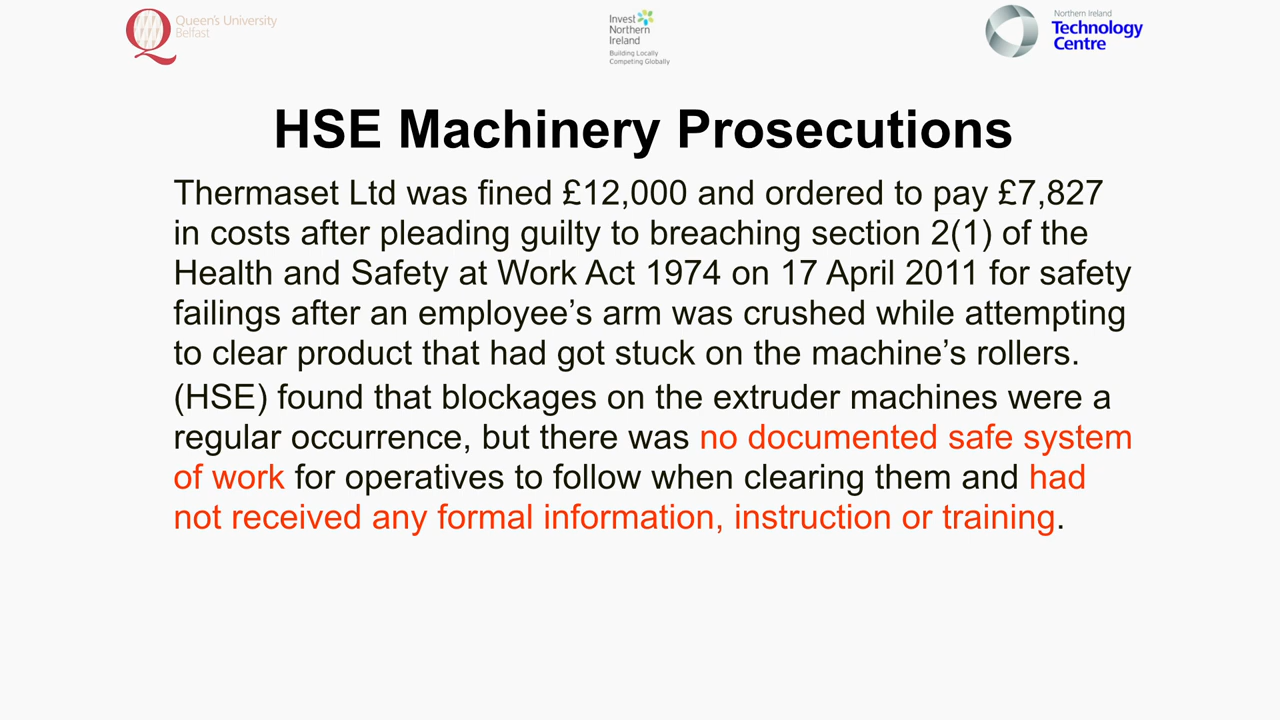 Queen's University
Belfast
Invest
Northern
Ireland
Building Locally
Competing Globally
Northern Ireland
Technology
Centre
HSE Machinery Prosecutions
Thermaset Ltd was fined £12,000 and ordered to pay £7,827
in costs after pleading guilty to breaching section 2(1) of the
Health and Safety at Work Act 1974 on 17 April 2011 for safety
failings after an employee’s arm was crushed while attempting
to clear product that had got stuck on the machine’s rollers.
(HSE) found that blockages on the extruder machines were a
regular occurrence, but there was no documented safe system
of work for operatives to follow when clearing them and had
not received any formal information, instruction or training.